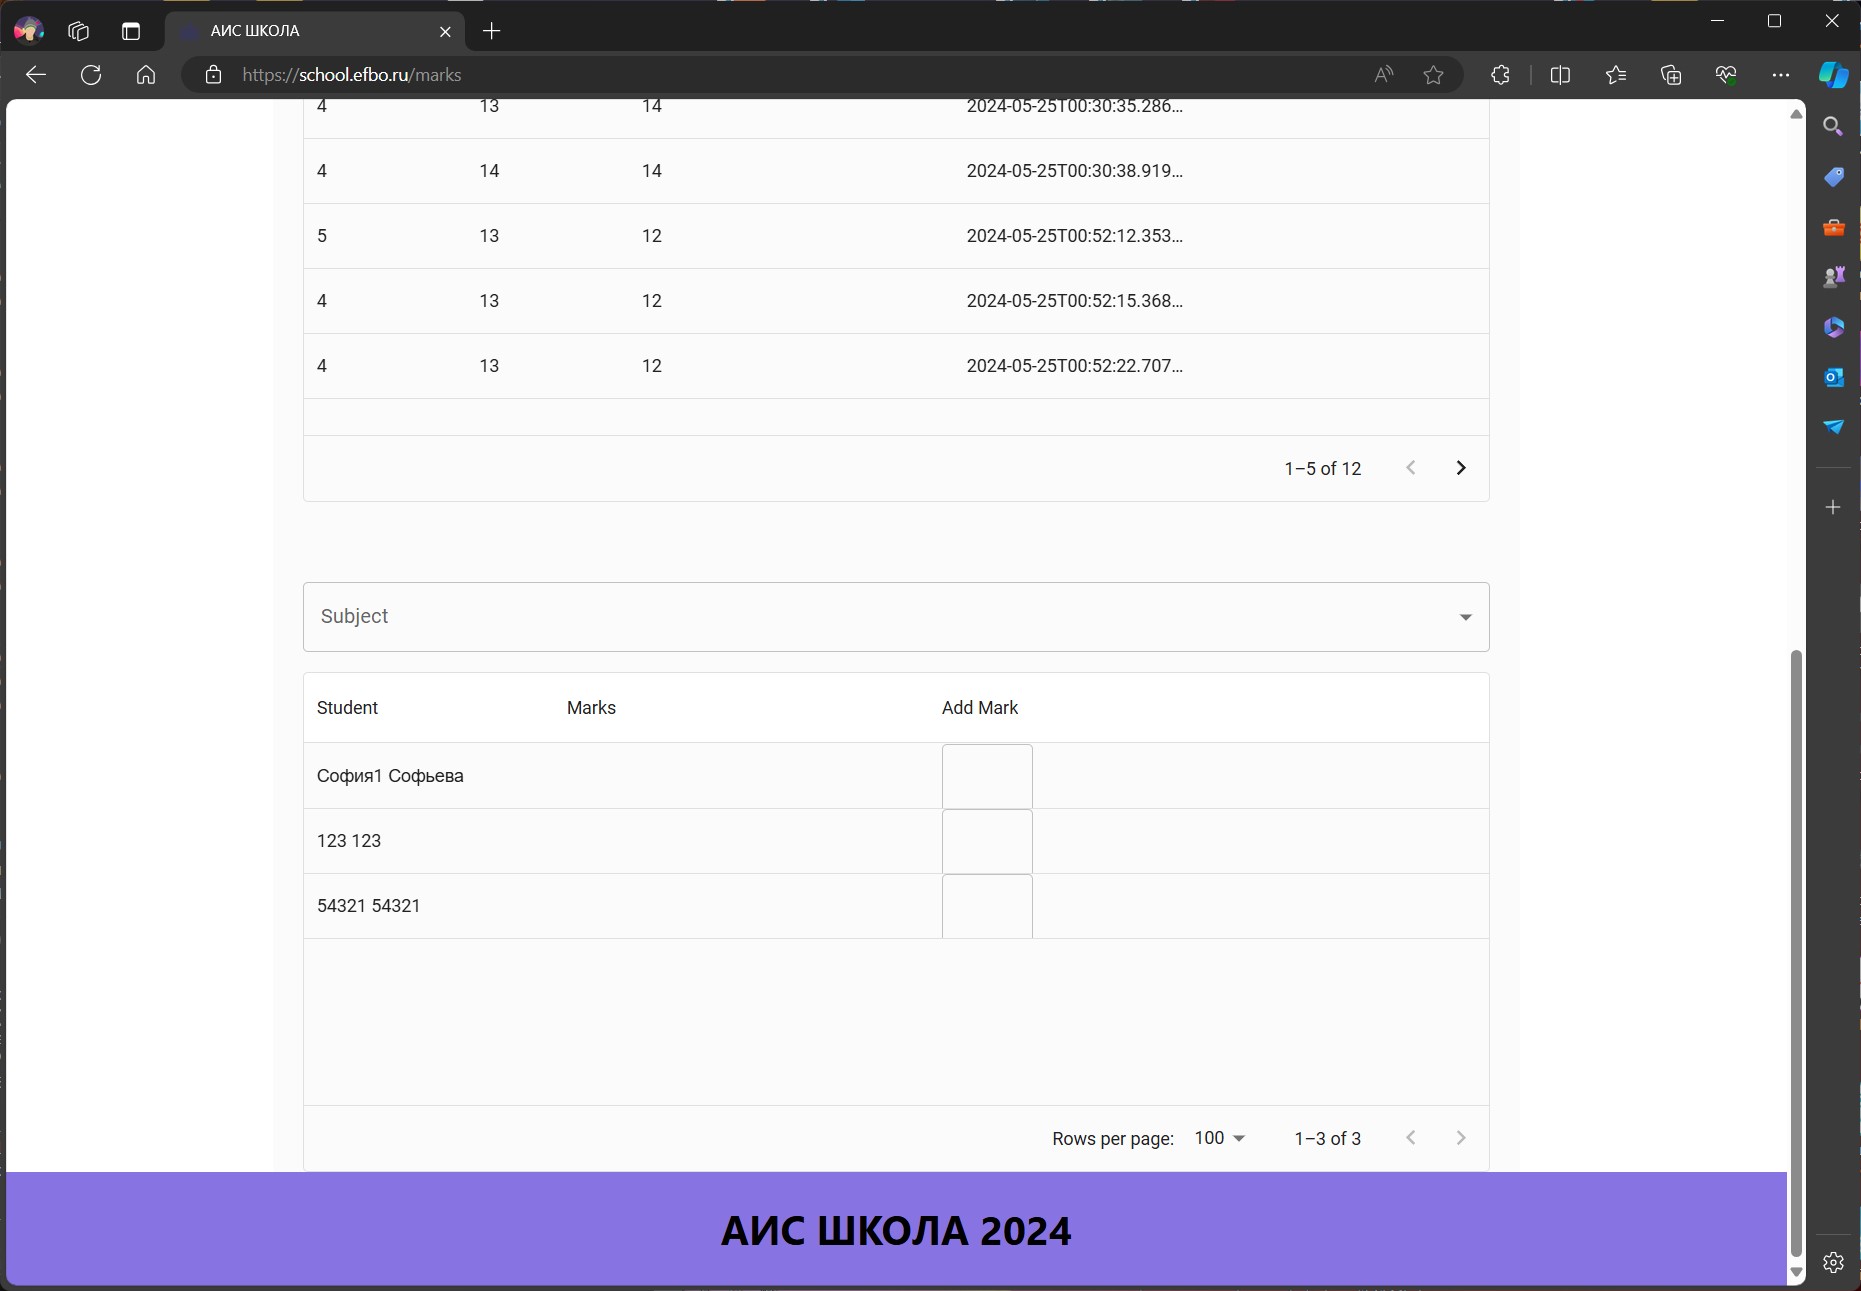 АИС ШКОЛА
https://school.efbo.ru/marks
4 13 14 2024-05-25T00:30:35.286...
4 14 14 2024-05-25T00:30:38.919...
5 13 12 2024-05-25T00:52:12.353...
4 13 12 2024-05-25T00:52:15.368...
4 13 12 2024-05-25T00:52:22.707...
1–5 of 12
Subject
Student Marks Add Mark
София1 Софьева
123 123
54321 54321
Rows per page: 100 1–3 of 3
АИС ШКОЛА 2024